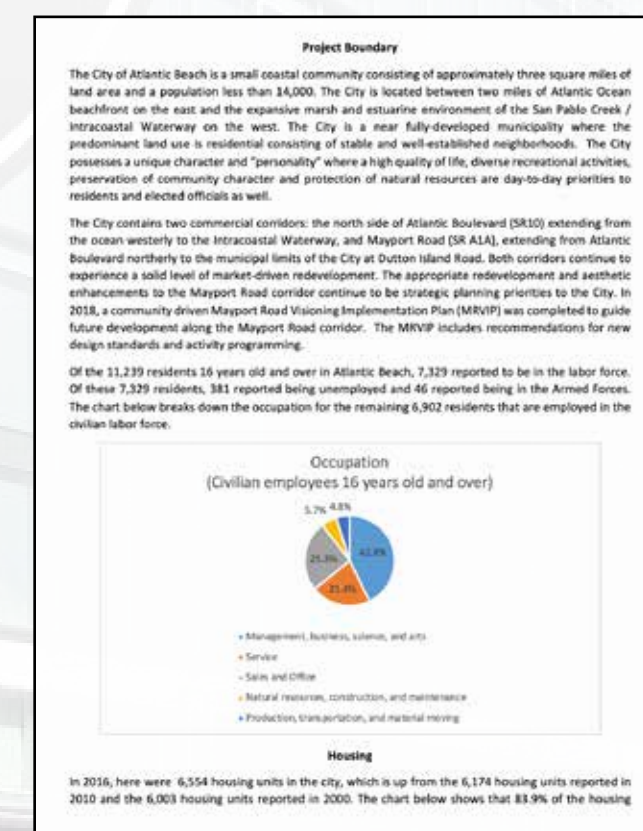 Project Boundary
The City of Atlantic Beach is a small coastal community consisting of approximately three square miles of
land area and a population less than 14,000. The City is located between two miles of Atlantic Ocean
beachfront on the east and the expansive marsh and estuarine environment of the San Pablo Creek /
Intracoastal Waterway on the west. The City is a near fully-developed municipality where the
predominant land use is residential consisting of stable and well-established neighborhoods. The City
possesses a unique character and "personality" where a high quality of life, diverse recreational activities,
preservation of community character and protection of natural resources are day-to-day priorities to
residents and elected officials as well.
The City contains two commercial corridors: the north side of Atlantic Boulevard (SR10) extending from
the ocean westerly to the Intracoastal Waterway, and Mayport Road (SR A1A), extending from Atlantic
Boulevard northerly to the municipal limits of the City at Dutton Island Road. Both corridors continue to
experience a solid level of market-driven redevelopment. The appropriate redevelopment and aesthetic
enhancements to the Mayport Road corridor continue to be strategic planning priorities to the City. In
2018, a community driven Mayport Road Visioning Implementation Plan (MRVIP) was completed to guide
future development along the Mayport Road corridor. The MRVIP includes recommendations for new
design standards and activity programming.
Of the 11,239 residents 16 years old and over in Atlantic Beach, 7,329 reported to be in the labor force.
Of these 7,329 residents, 381 reported being unemployed and 46 reported being in the Armed Forces.
The chart below breaks down the occupation for the remaining 6,902 residents that are employed in the
civilian labor force.
Occupation
(Civilian employees 16 years old and over)
5.7% 4.8%
21.4%
Management, business, science, and arts
Service
Sales and Office
Natural resources, construction, and maintenance
Production, transportation, and material moving
Housing
In 2016, here were 6,554 housing units in the city, which is up from the 6,174 housing units reported in
2010 and the 6,003 housing units reported in 2000. The chart below shows that 83.9% of the housing